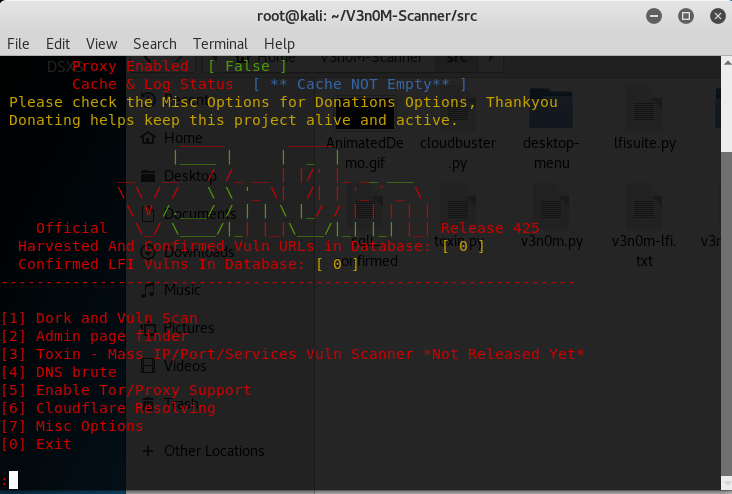 root@kali: ~/V3n0M-Scanner/src
File Edit View Search Terminal Help
Proxy Enabled [ False ]
Cache & Log Status [ ** Cache NOT Empty** ]
Please check the Misc Options for Donations Options, Thankyou
Donating helps keep this project alive and active.
Official Release 425
Harvested And Confirmed Vuln URLs in Database: [ 0 ]
Confirmed LFI Vulns In Database: [ 0 ]
[1] Dork and Vuln Scan
[2] Admin page finder
[3] Toxin - Mass IP/Port/Services Vuln Scanner *Not Released Yet*
[4] DNS brute
[5] Enable Tor/Proxy Support
[6] Cloudflare Resolving
[7] Misc Options
[0] Exit
:
Home
Desktop
Documents
Downloads
Music
Pictures
Videos
Trash
Other Locations
Home V3n0M-Scanner src
AnimatedDe
mo.gif
cloudbuster
.py
desktop-
menu
lfisuite.py
toxin.py
v3n0m.py
v3n0m-lfi.
txt